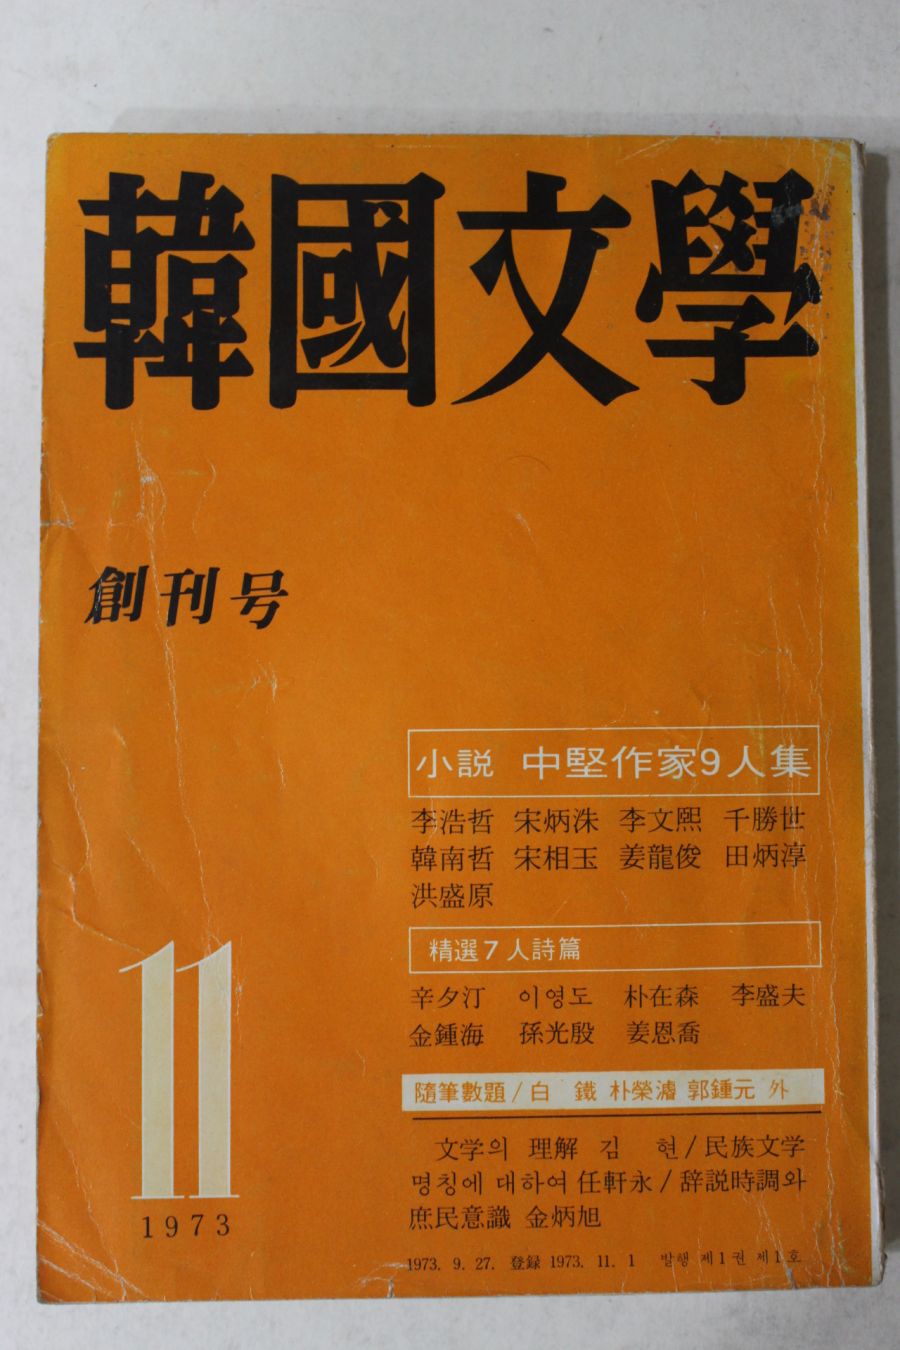 韓國文學
創刊号
小説 中堅作家9人集
李浩哲 宋炳洙 李文熙 千勝世
韓南哲 宋相玉 姜龍俊 田炳淳
洪盛原
精選7人詩篇
辛夕汀 이영도 朴在森 李盛夫
金鍾海 孫光殷 姜恩喬
隨筆數題/白 鐵 朴榮濬 郭鍾元 外
文学의 理解 김 현/民族文学
명칭에 대하여 任軒永/辞説時調와
庶民意識 金炳旭
11
1973
1973. 9. 27. 登録 1973. 11. 1 발행 제1권 제1호